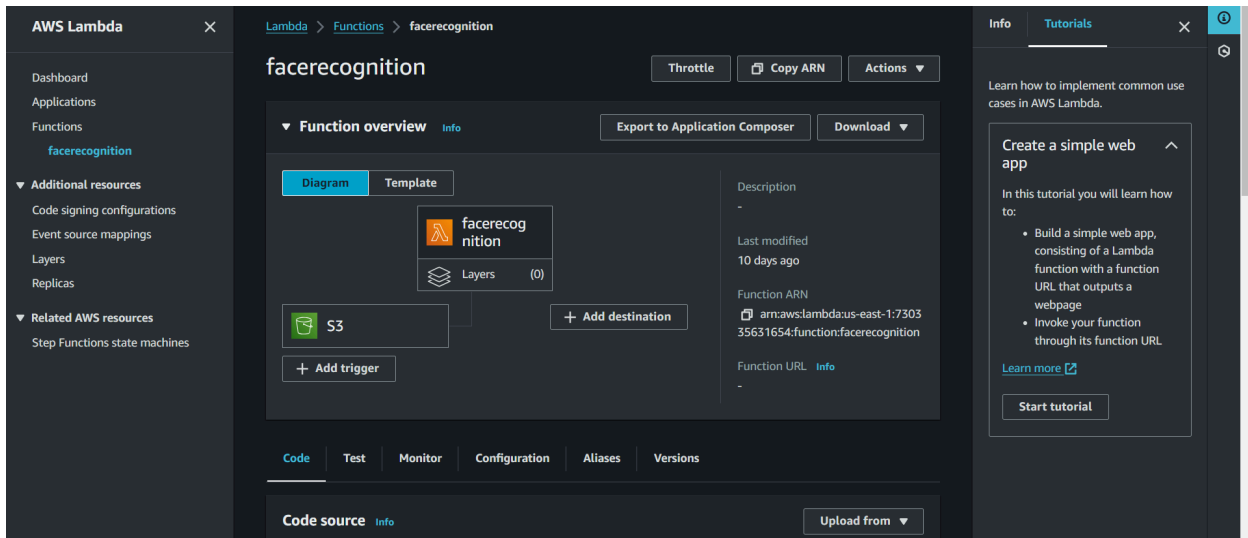 AWS Lambda
Dashboard
Applications
Functions
facerecognition
Additional resources
Code signing configurations
Event source mappings
Layers
Replicas
Related AWS resources
Step Functions state machines
Lambda > Functions > facerecognition
facerecognition
Throttle
Copy ARN
Actions
Function overview Info
Export to Application Composer
Download
Diagram
Template
facerecog
nition
Layers (0)
S3
+ Add destination
+ Add trigger
Description
-
Last modified
10 days ago
Function ARN
arn:aws:lambda:us-east-1:7303
35631654:function:facerecognition
Function URL Info
-
Code
Test
Monitor
Configuration
Aliases
Versions
Code source Info
Upload from
Info
Tutorials
Learn how to implement common use
cases in AWS Lambda.
Create a simple web
app
In this tutorial you will learn how
to:
• Build a simple web app,
consisting of a Lambda
function with a function
URL that outputs a
webpage
• Invoke your function
through its function URL
Learn more
Start tutorial